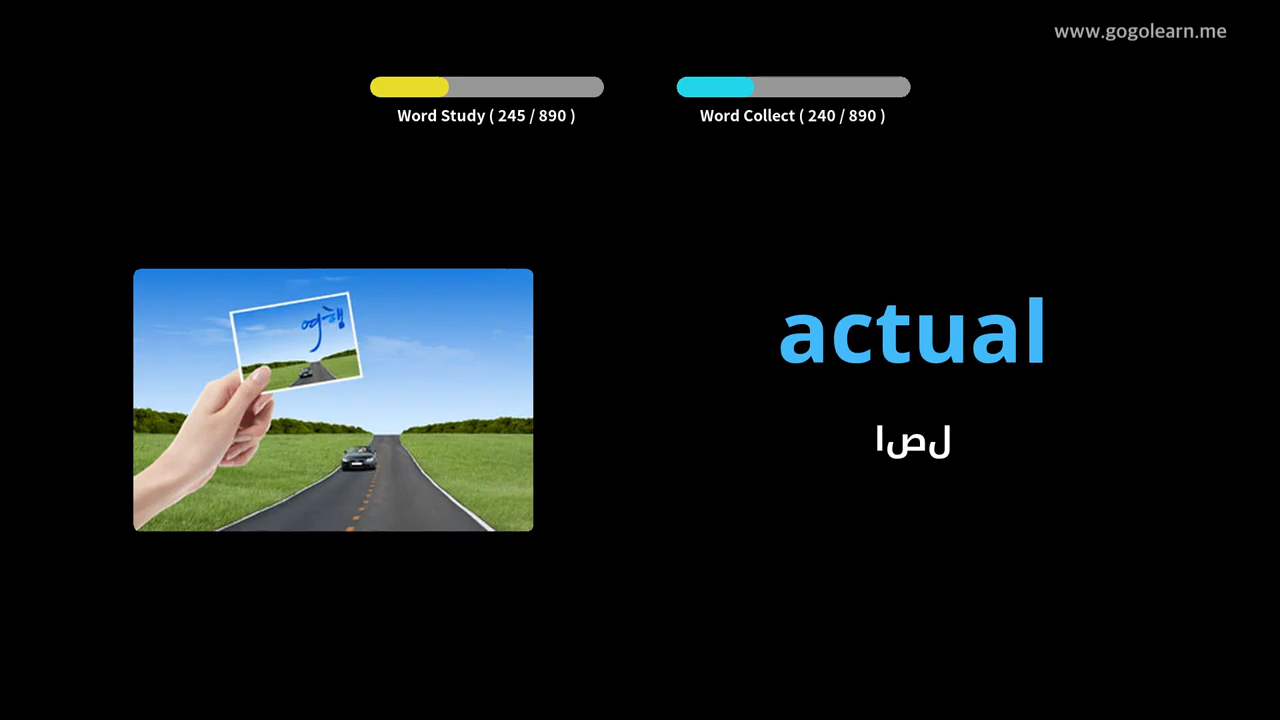 www.gogolearn.me
Word Study ( 245 / 890 )
Word Collect ( 240 / 890 )
여행
actual
اصل